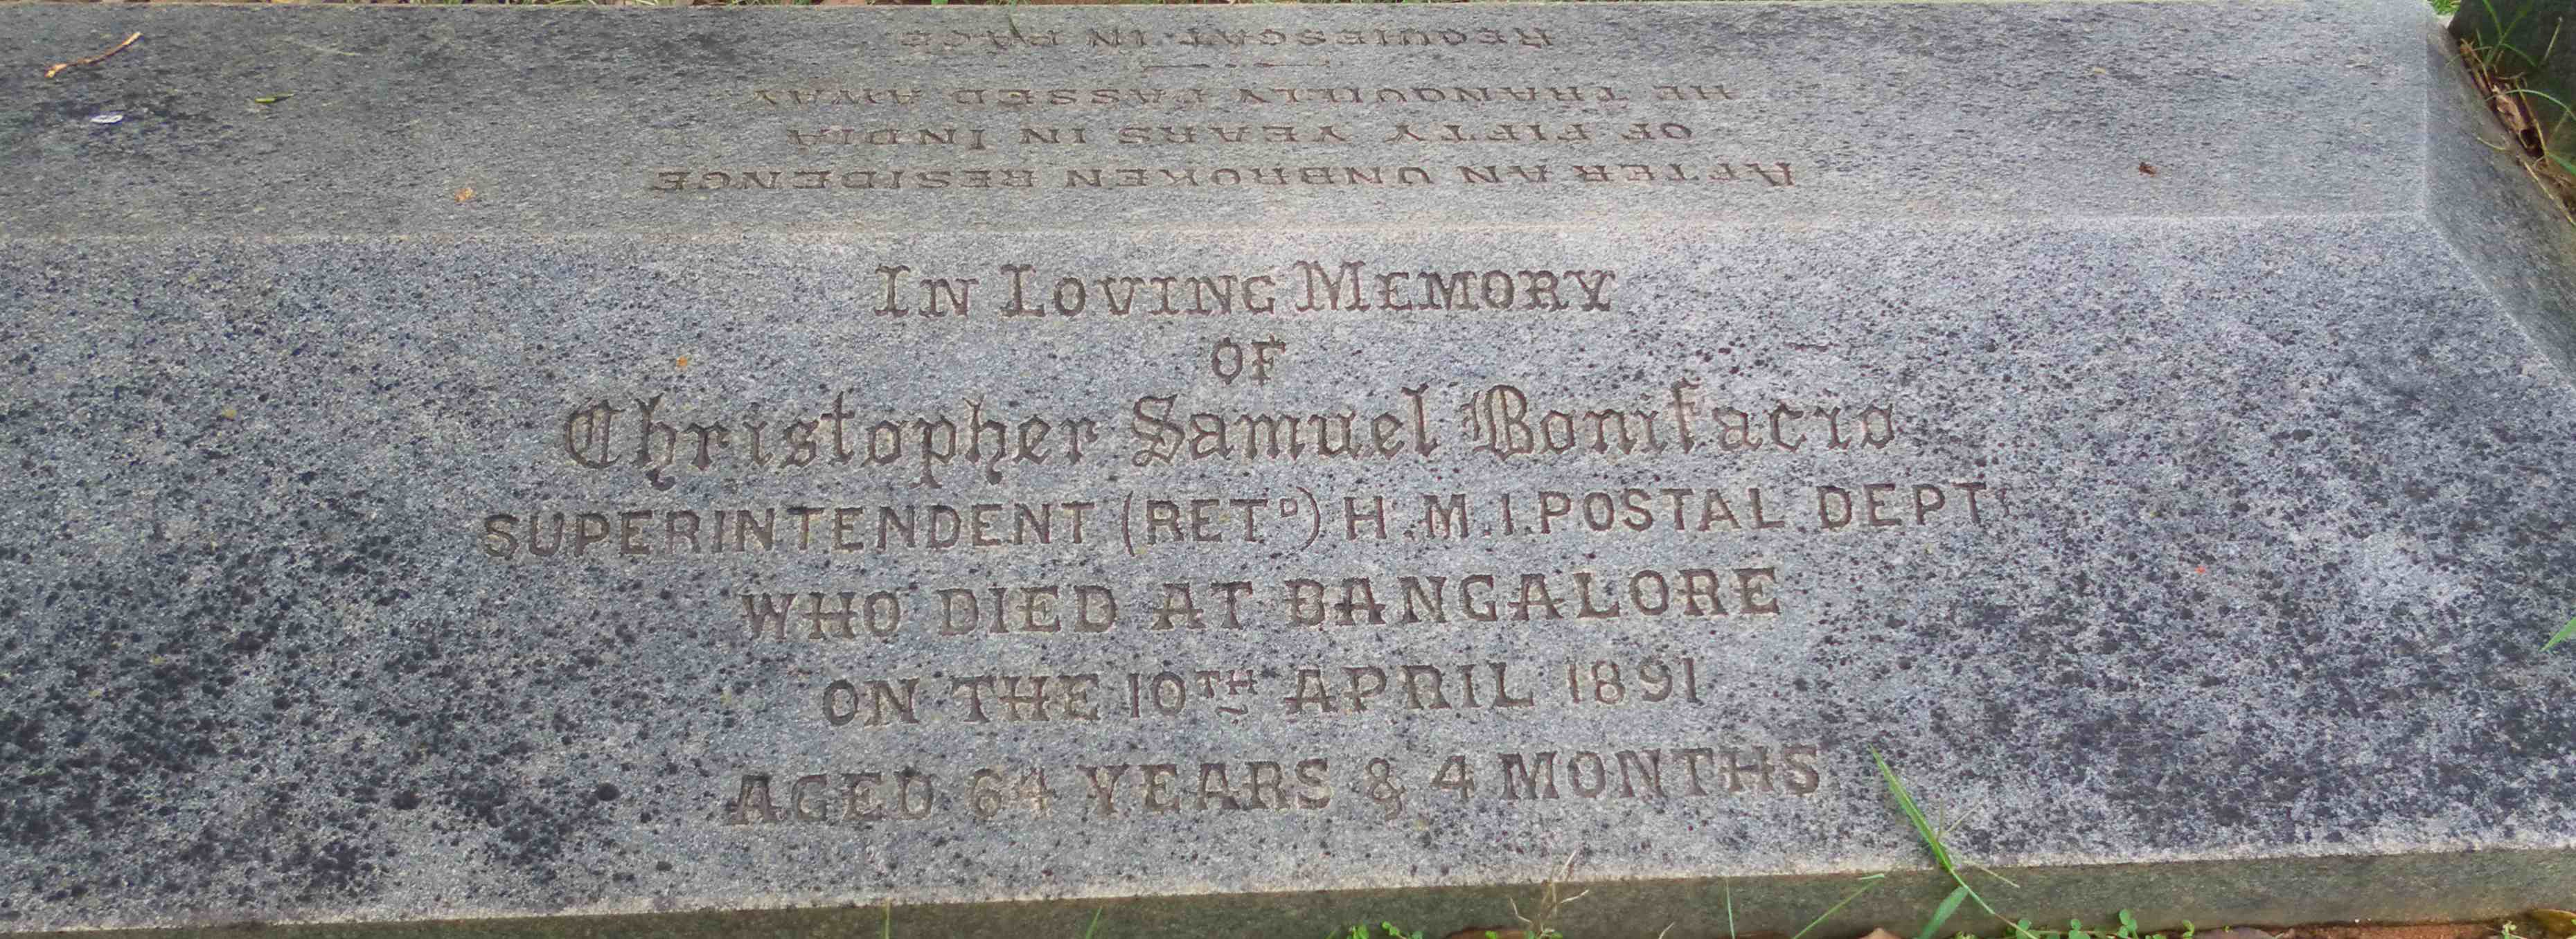 In Loving Memory
OF
Christopher Samuel Bonifacio
SUPERINTENDENT (RETD) H.M.I. POSTAL DEPT
WHO DIED AT BANGALORE
ON THE 10TH APRIL 1891
AGED 64 YEARS & 4 MONTHS
AFTER AN UNBROKEN RESIDENCE
OF FIFTY YEARS IN INDIA
HE TRANQUILLY PASSED AWAY
REQUIESCAT IN PACE